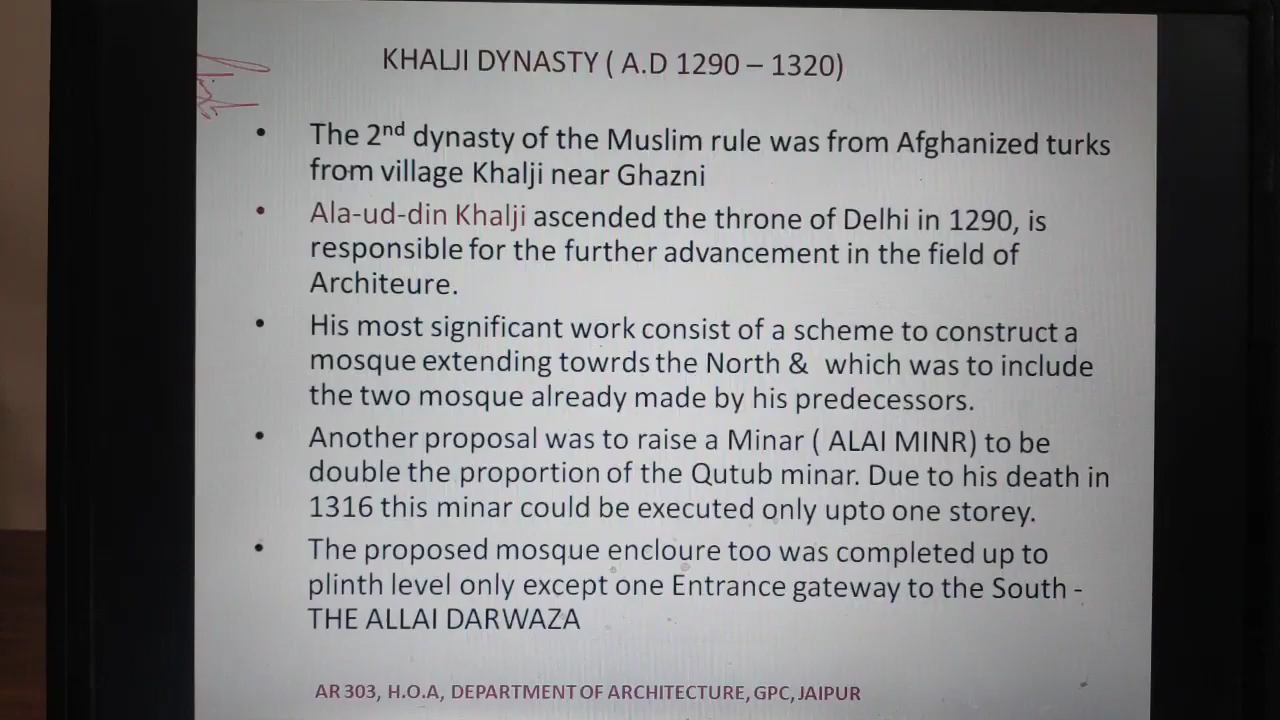 KHALJI DYNASTY ( A.D 1290 – 1320)
• The 2nd dynasty of the Muslim rule was from Afghanized turks
from village Khalji near Ghazni
• Ala-ud-din Khalji ascended the throne of Delhi in 1290, is
responsible for the further advancement in the field of
Architeure.
• His most significant work consist of a scheme to construct a
mosque extending towrds the North & which was to include
the two mosque already made by his predecessors.
• Another proposal was to raise a Minar ( ALAI MINR) to be
double the proportion of the Qutub minar. Due to his death in
1316 this minar could be executed only upto one storey.
• The proposed mosque encloure too was completed up to
plinth level only except one Entrance gateway to the South -
THE ALLAI DARWAZA
AR 303, H.O.A, DEPARTMENT OF ARCHITECTURE, GPC, JAIPUR